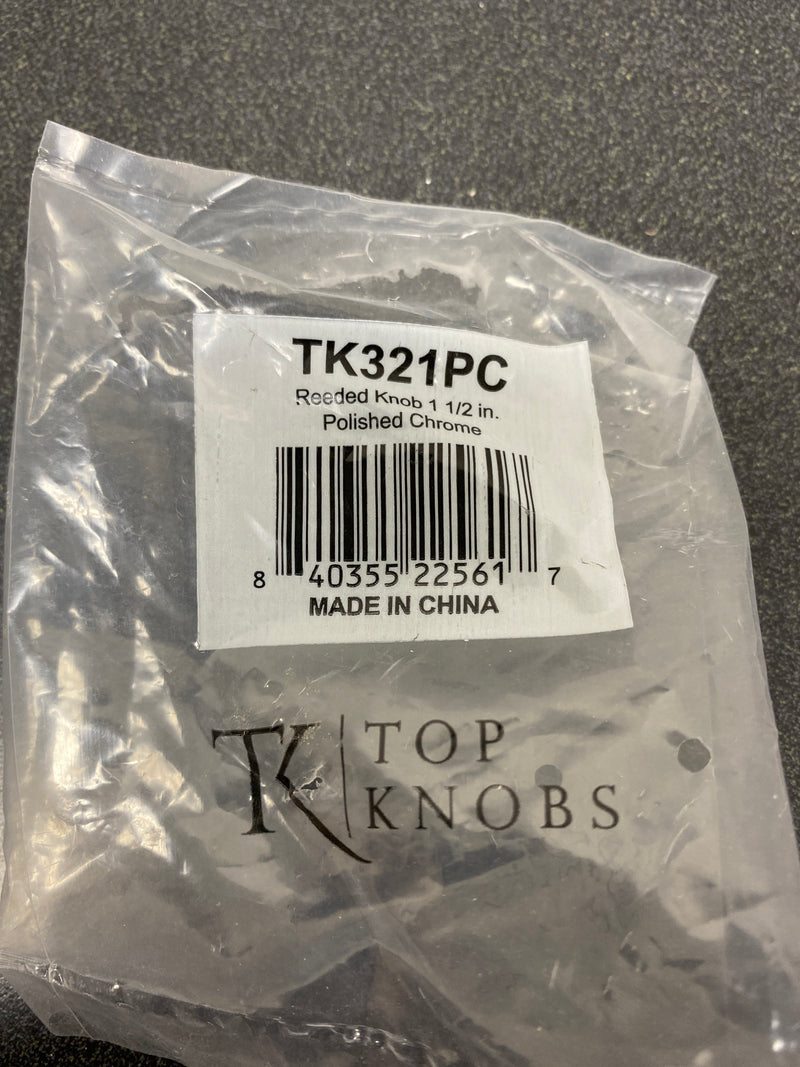 TK321PC
Reeded Knob 1 1/2 in.
Polished Chrome
8 40355 22561 7
MADE IN CHINA
TK TOP
KNOBS